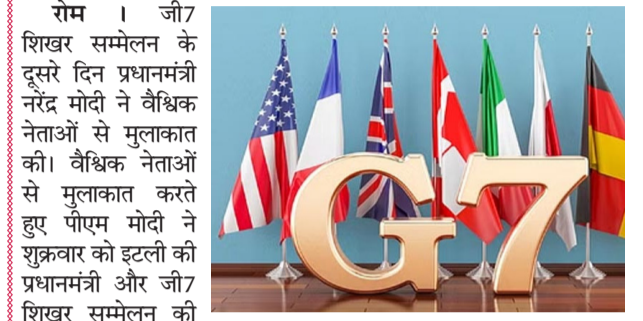 रोम । जी7
शिखर सम्मेलन के
दूसरे दिन प्रधानमंत्री
नरेंद्र मोदी ने वैश्विक
नेताओं से मुलाकात
की। वैश्विक नेताओं
से मुलाकात करते
हुए पीएम मोदी ने
शुक्रवार को इटली की
प्रधानमंत्री और जी7
शिखर सम्मेलन की
G7